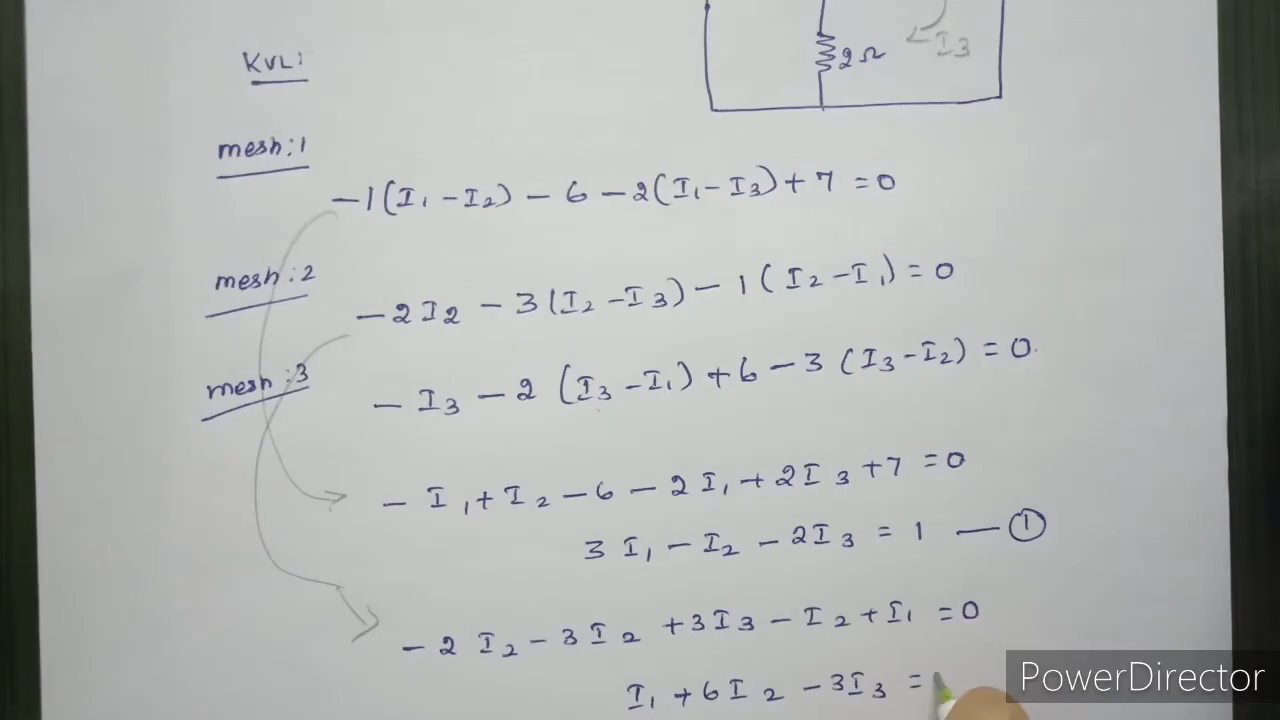 2Ω
I3
KVL:
mesh:1
-1(I1 - I2) - 6 - 2(I1 - I3) + 7 = 0
mesh:2
-2I2 - 3(I2 - I3) - 1(I2 - I1) = 0
mesh:3
- I3 - 2(I3 - I1) + 6 - 3(I3 - I2) = 0.
- I1 + I2 - 6 - 2I1 + 2I3 + 7 = 0
3I1 - I2 - 2I3 = 1 — ①
- 2I2 - 3I2 + 3I3 - I2 + I1 = 0
I1 + 6I2 - 3I3 =
PowerDirector